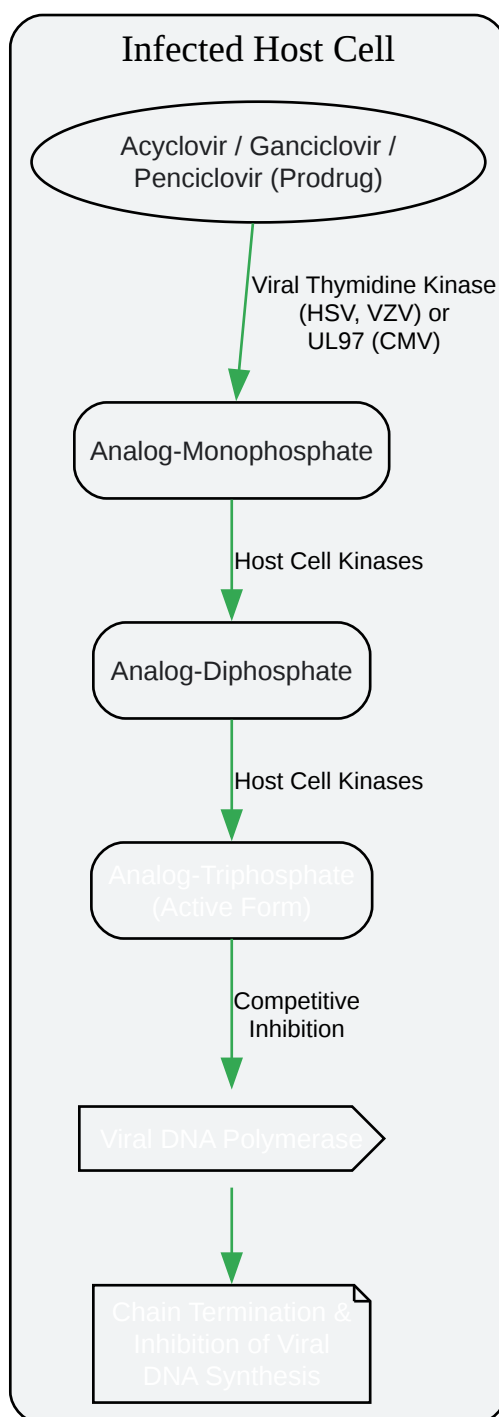 Infected Host Cell
Acyclovir / Ganciclovir /
Penciclovir (Prodrug)
Viral Thymidine Kinase
(HSV, VZV) or
UL97 (CMV)
Analog-Monophosphate
Host Cell Kinases
Analog-Diphosphate
Host Cell Kinases
Analog-Triphosphate
(Active Form)
Competitive
Inhibition
Viral DNA Polymerase
Chain Termination &
Inhibition of Viral
DNA Synthesis